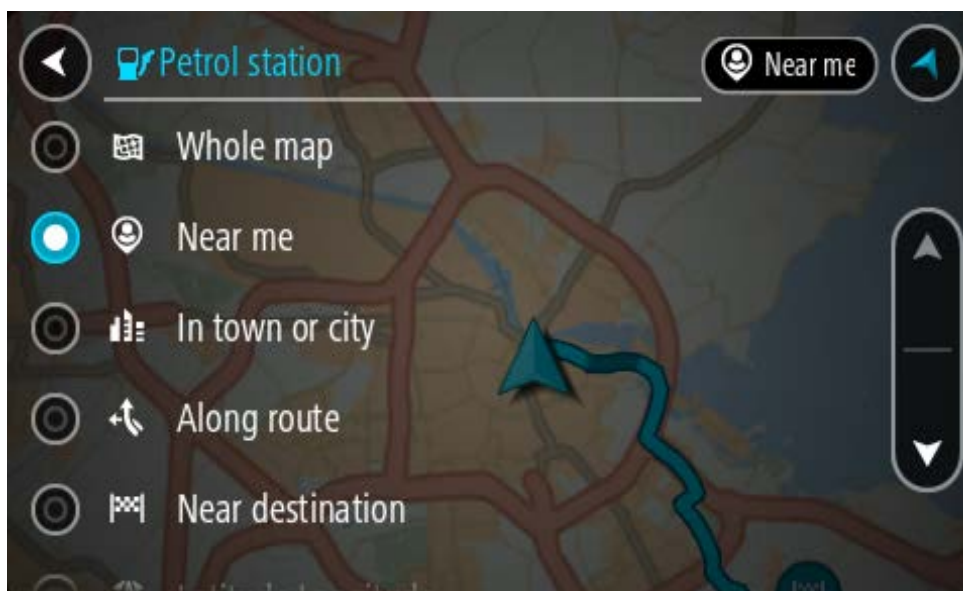 Petrol station
Near me
Whole map
Near me
In town or city
Along route
Near destination